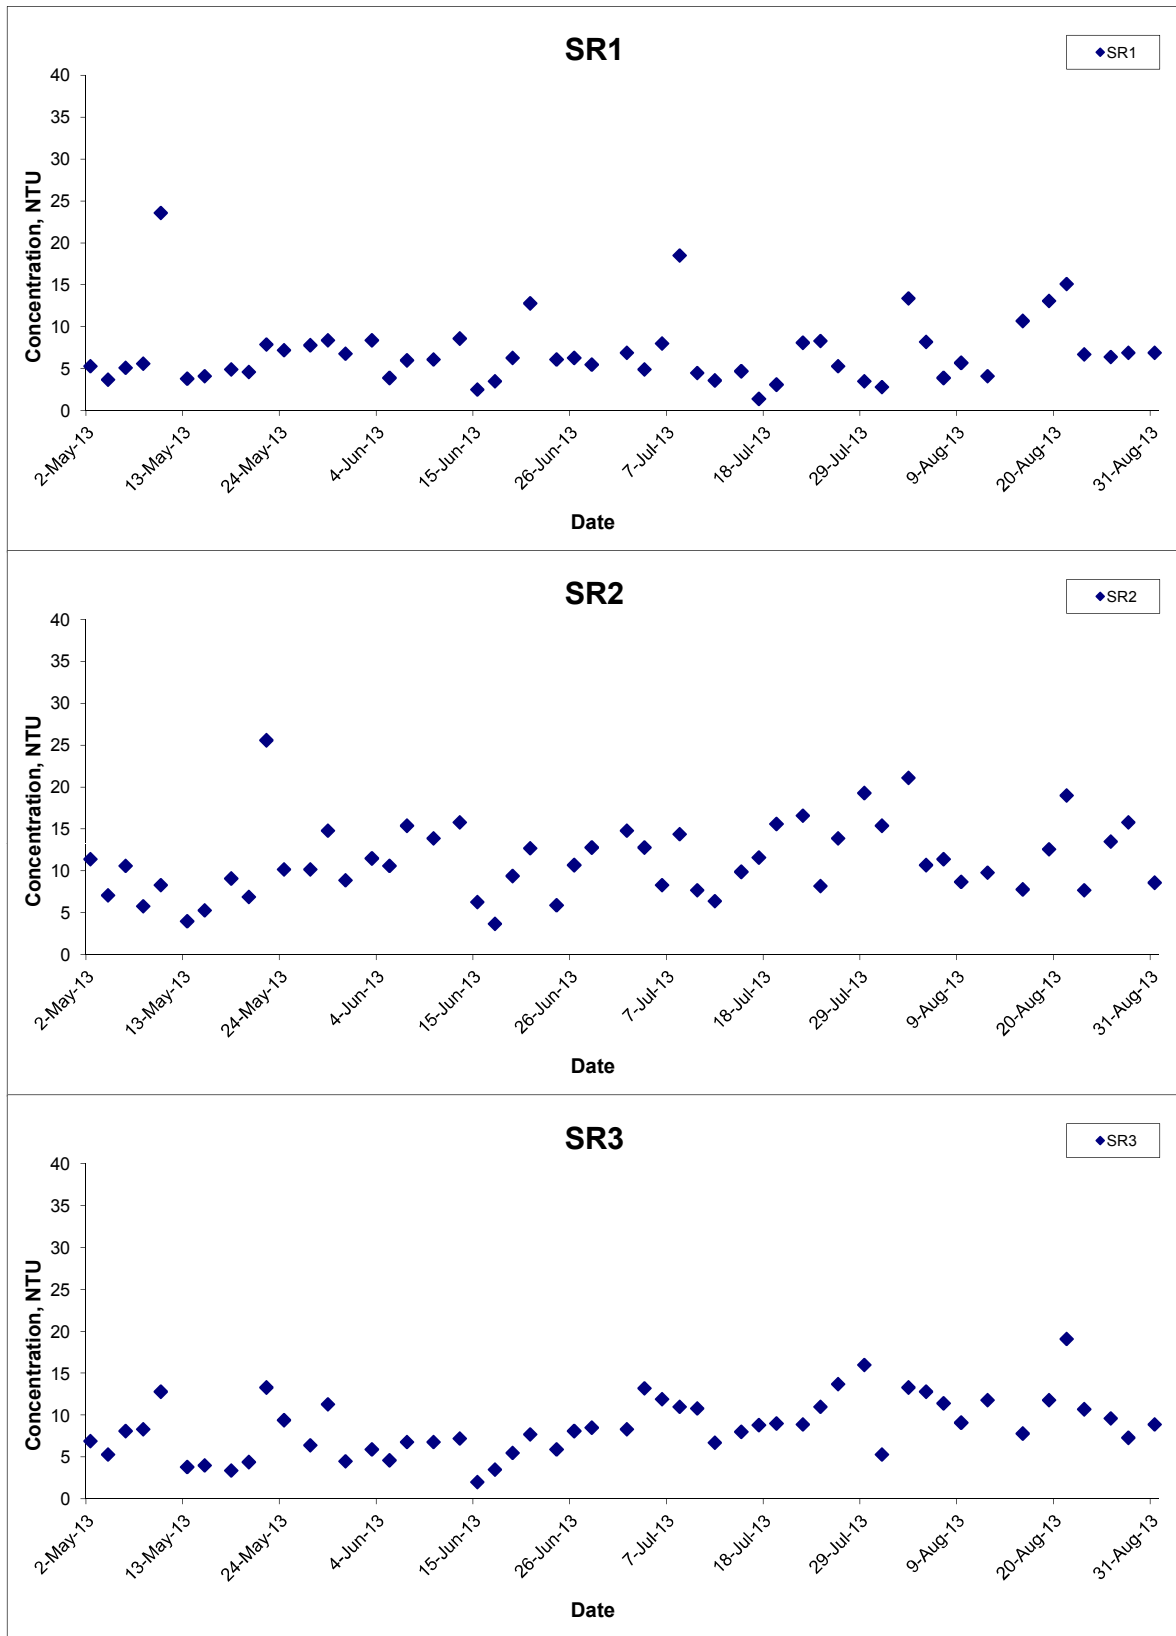 SR1
SR1
40
35
30
25
20
15
10
5
0
Concentration, NTU
2-May-13
13-May-13
24-May-13
4-Jun-13
15-Jun-13
26-Jun-13
7-Jul-13
18-Jul-13
29-Jul-13
9-Aug-13
20-Aug-13
31-Aug-13
Date
SR2
SR2
40
35
30
25
20
15
10
5
0
Concentration, NTU
2-May-13
13-May-13
24-May-13
4-Jun-13
15-Jun-13
26-Jun-13
7-Jul-13
18-Jul-13
29-Jul-13
9-Aug-13
20-Aug-13
31-Aug-13
Date
SR3
SR3
40
35
30
25
20
15
10
5
0
Concentration, NTU
2-May-13
13-May-13
24-May-13
4-Jun-13
15-Jun-13
26-Jun-13
7-Jul-13
18-Jul-13
29-Jul-13
9-Aug-13
20-Aug-13
31-Aug-13
Date